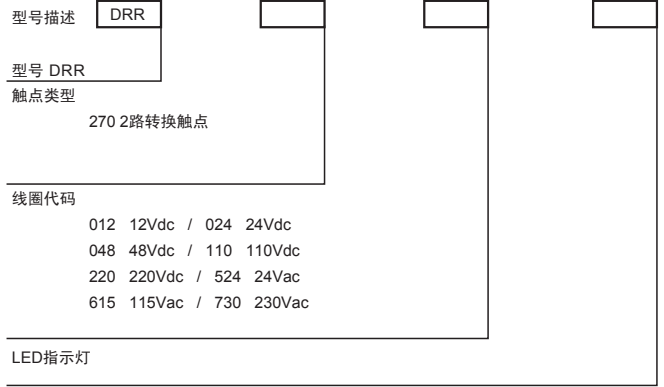 型号描述 DRR
型号 DRR
触点类型
270 2路转换触点
线圈代码
012 12Vdc / 024 24Vdc
048 48Vdc / 110 110Vdc
220 220Vdc / 524 24Vac
615 115Vac / 730 230Vac
LED指示灯